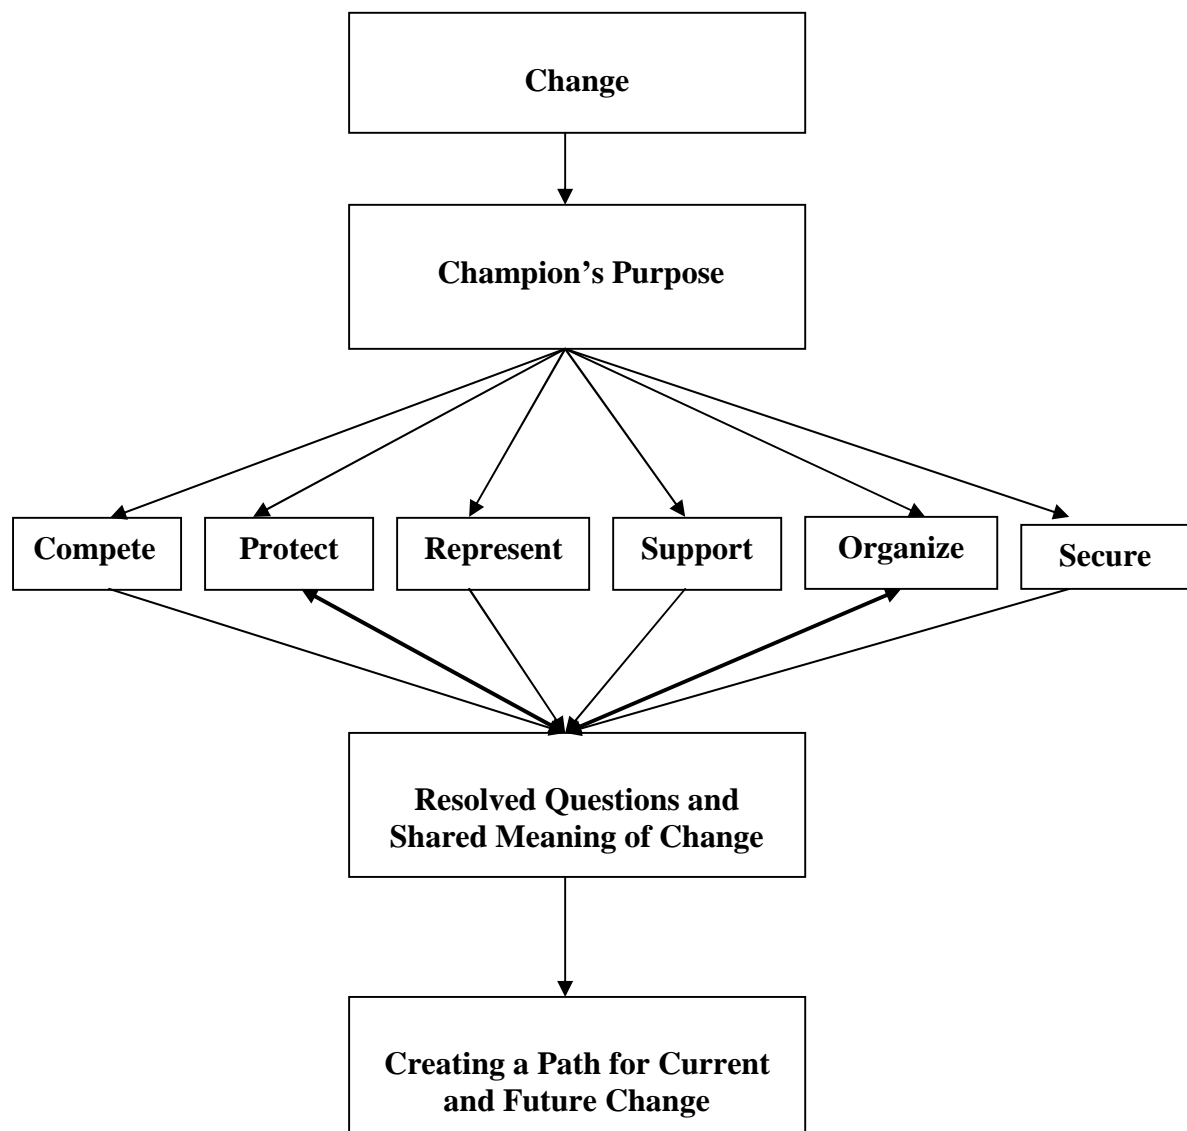 Change
Champion’s Purpose
Compete
Protect
Represent
Support
Organize
Secure
Resolved Questions and
Shared Meaning of Change
Creating a Path for Current
and Future Change